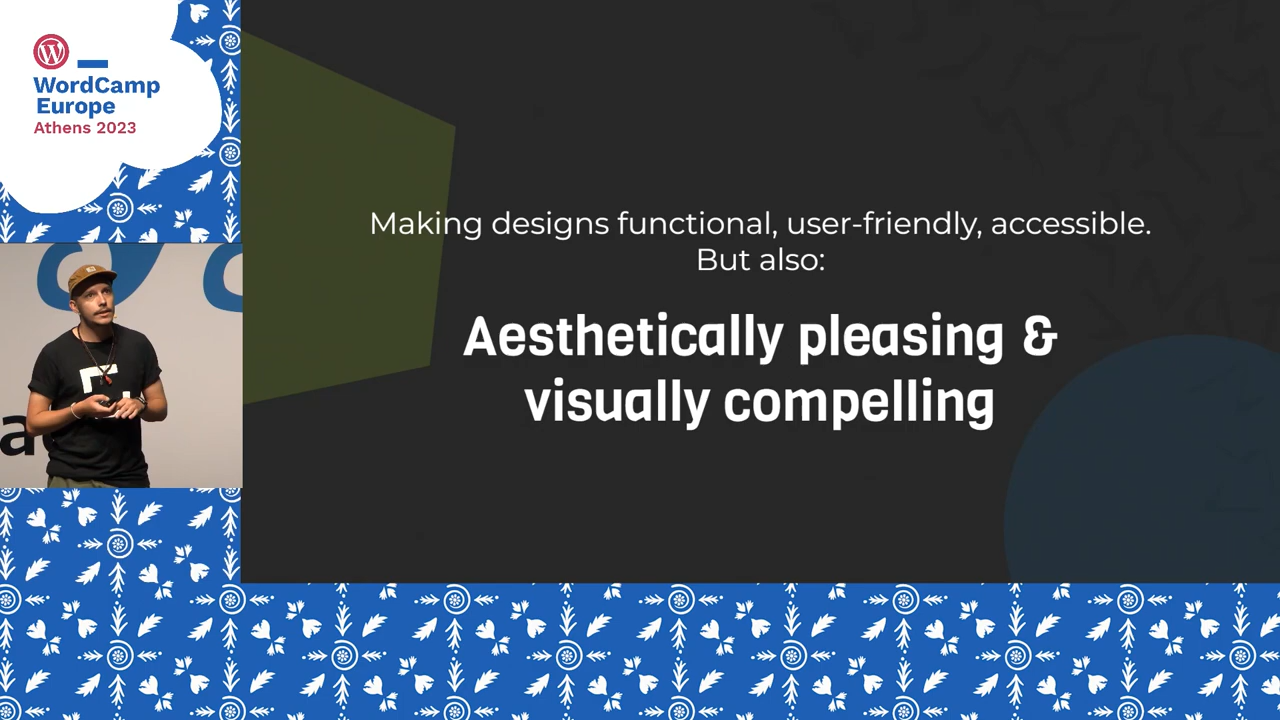 WordCamp
Europe
Athens 2023
Making designs functional, user-friendly, accessible.
But also:
Aesthetically pleasing &
visually compelling